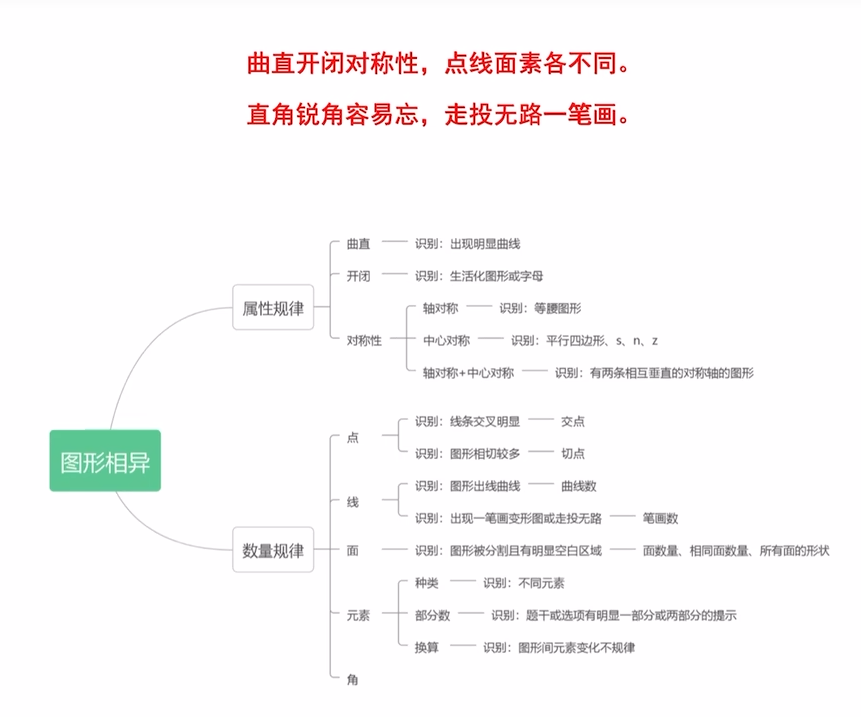 曲直开闭对称性，点线面素各不同。
直角锐角容易忘，走投无路一笔画。
图形相异
属性规律
曲直
识别：出现明显曲线
开闭
识别：生活化图形或字母
对称性
轴对称
识别：等腰图形
中心对称
识别：平行四边形、s、n、z
轴对称+中心对称
识别：有两条相互垂直的对称轴的图形
数量规律
点
识别：线条交叉明显
交点
识别：图形相切较多
切点
线
识别：图形出线曲线
曲线数
识别：出现一笔画变形图或走投无路
笔画数
面
识别：图形被分割且有明显空白区域
面数量、相同面数量、所有面的形状
元素
种类
识别：不同元素
部分数
识别：题干或选项有明显一部分或两部分的提示
换算
识别：图形间元素变化不规律
角